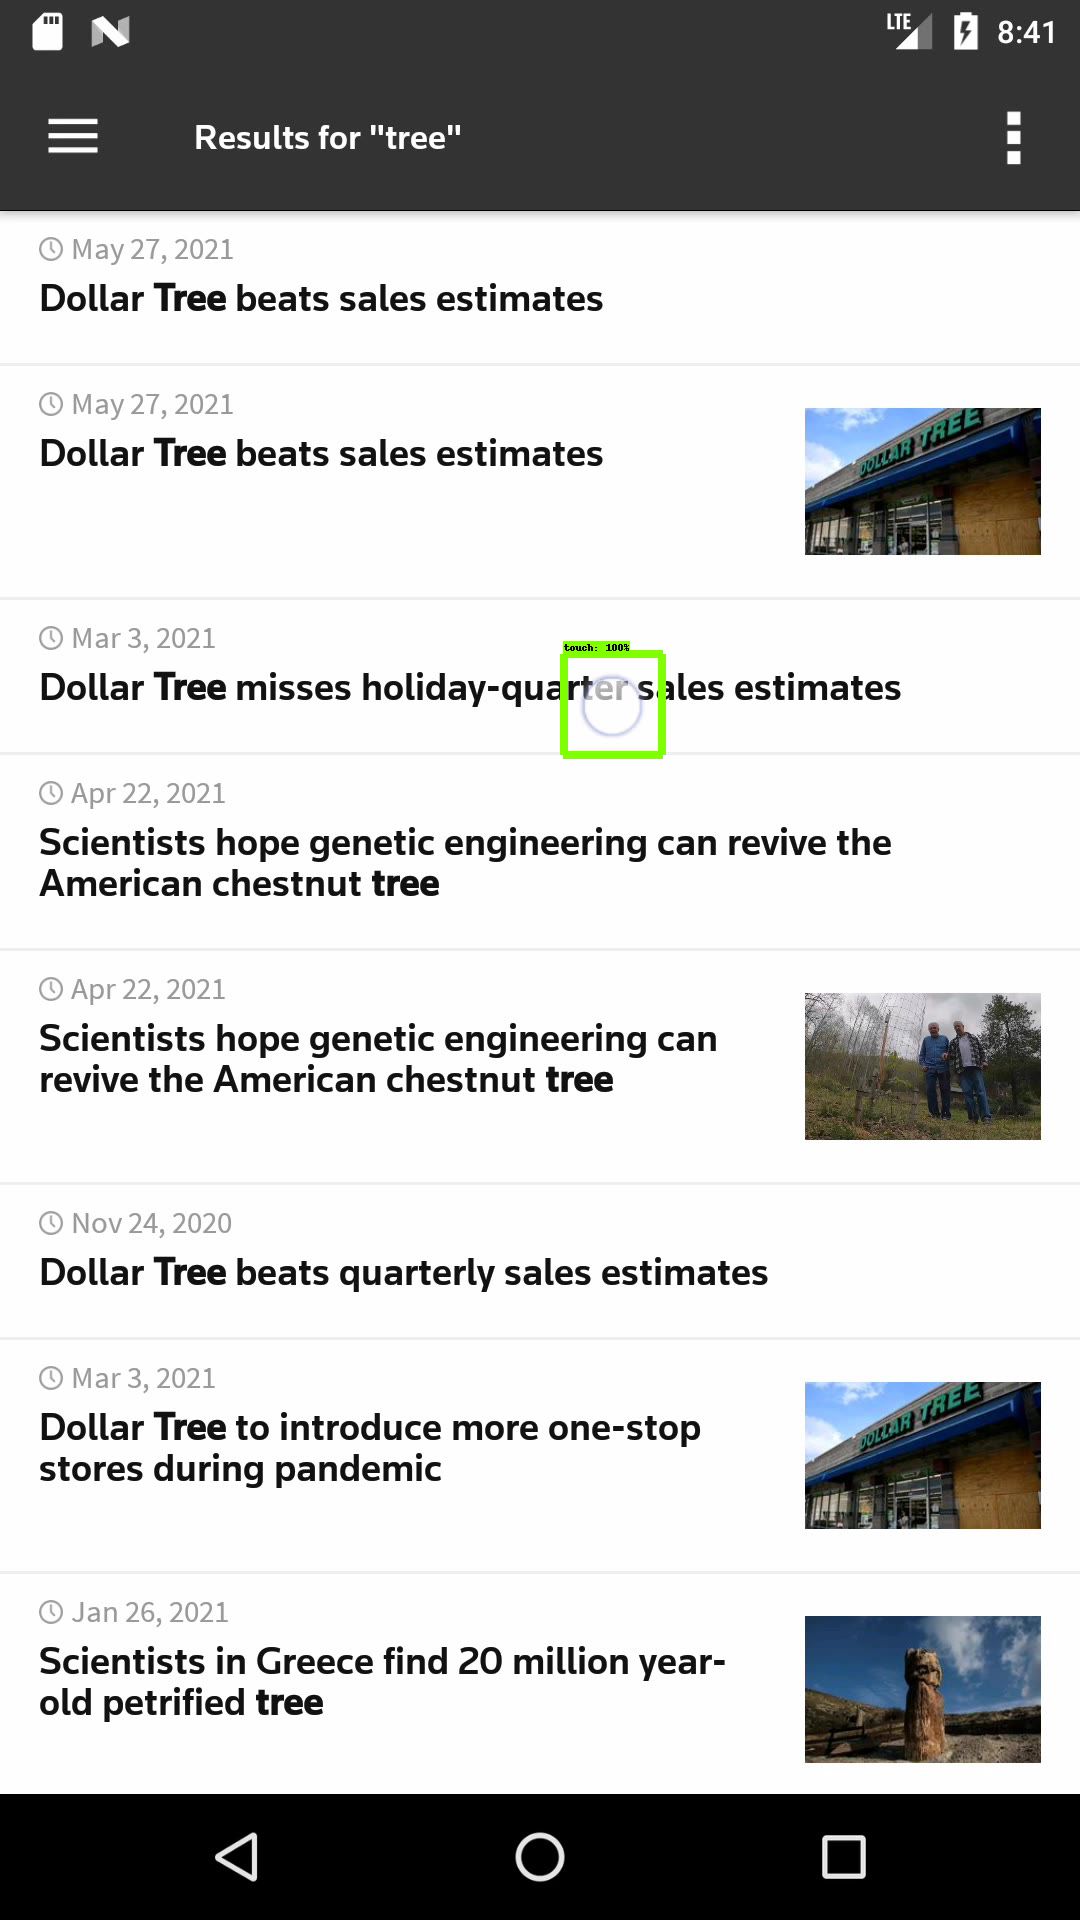 LTE 8:41
Results for "tree"
May 27, 2021
Dollar Tree beats sales estimates
May 27, 2021
Dollar Tree beats sales estimates
DOLLAR TREE
Mar 3, 2021
touch: 100%
Dollar Tree misses holiday-quarter sales estimates
Apr 22, 2021
Scientists hope genetic engineering can revive the
American chestnut tree
Apr 22, 2021
Scientists hope genetic engineering can
revive the American chestnut tree
Nov 24, 2020
Dollar Tree beats quarterly sales estimates
Mar 3, 2021
Dollar Tree to introduce more one-stop
stores during pandemic
DOLLAR TREE
Jan 26, 2021
Scientists in Greece find 20 million year-
old petrified tree